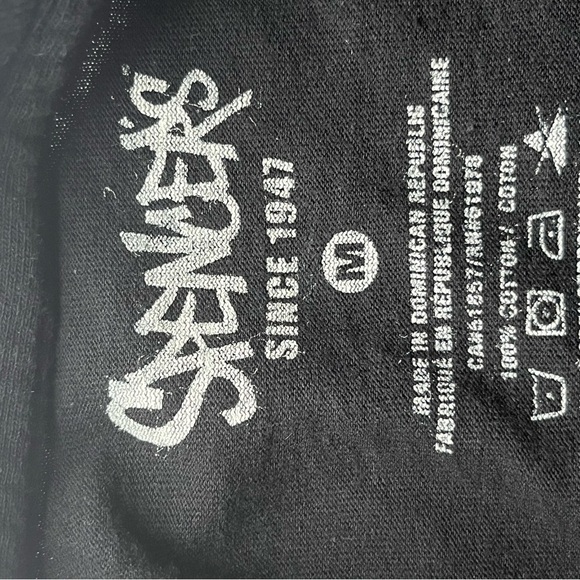 SPENCER'S
SINCE 1947
M
MADE IN DOMINICAN REPUBLIC
FABRIQUÉ EN RÉPUBLIQUE DOMINICAINE
100% COTTON / COTON